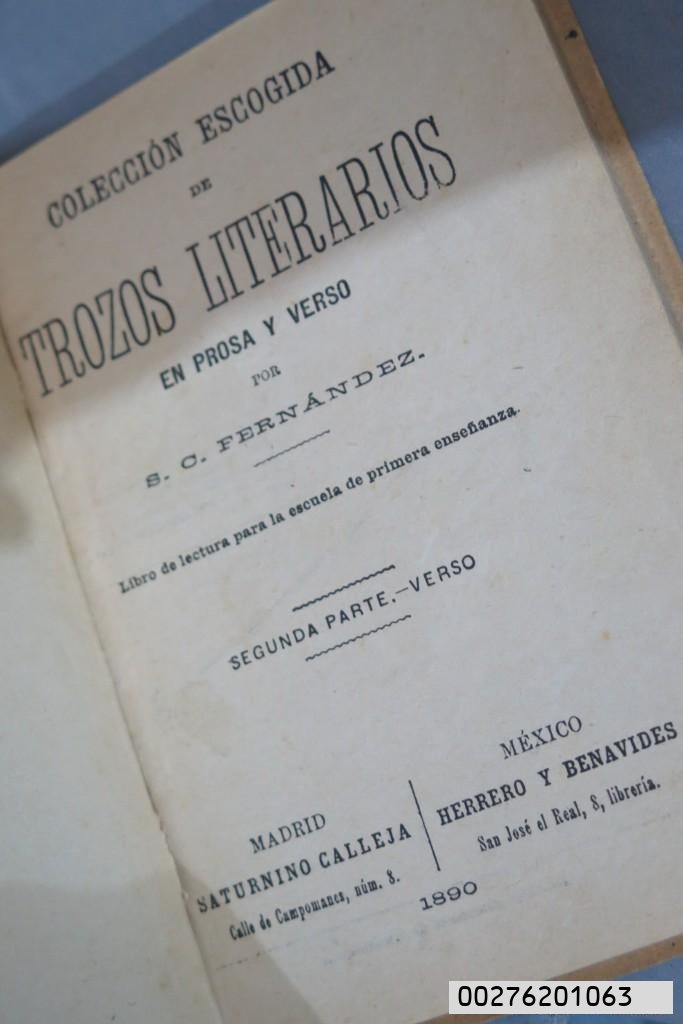 COLECCIÓN ESCOGIDA
DE
TROZOS LITERARIOS
EN PROSA Y VERSO
POR
S. C. FERNÁNDEZ.
Libro de lectura para la escuela de primera enseñanza.
SEGUNDA PARTE.—VERSO
MADRID
SATURNINO CALLEJA
Calle de Campomanes, núm. 8.
MÉXICO
HERRERO Y BENAVIDES
San José el Real, 8, librería.
1890
00276201063